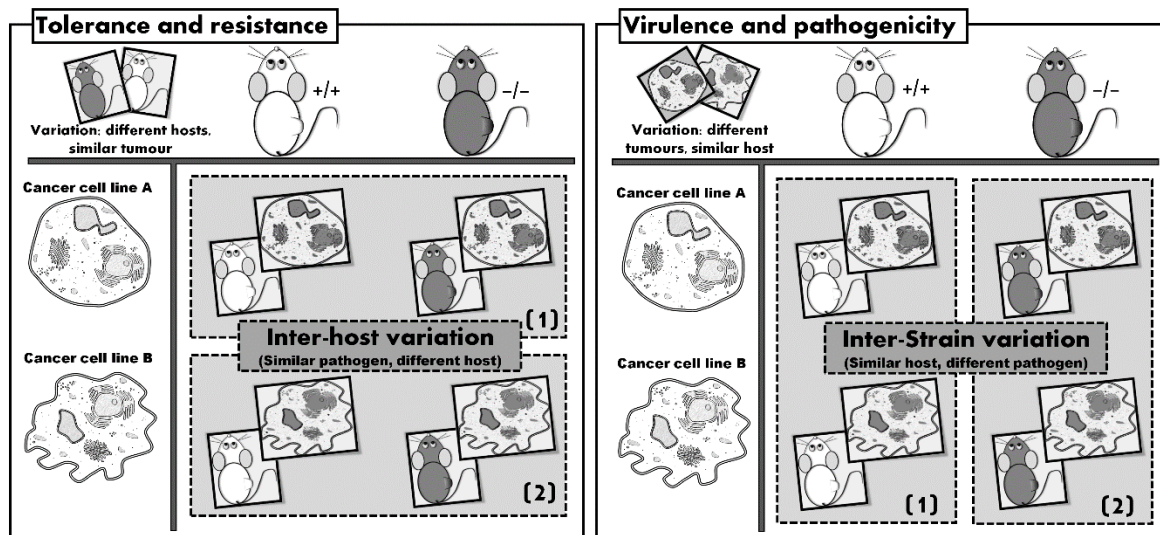 Tolerance and resistance
+/+
-/-
Variation: different hosts,
similar tumour
Cancer cell line A
(1)
Inter-host variation
(Similar pathogen, different host)
Cancer cell line B
(2)
Virulence and pathogenicity
+/+
-/-
Variation: different
tumours, similar host
Cancer cell line A
Inter-Strain variation
(Similar host, different pathogen)
Cancer cell line B
(1)
(2)